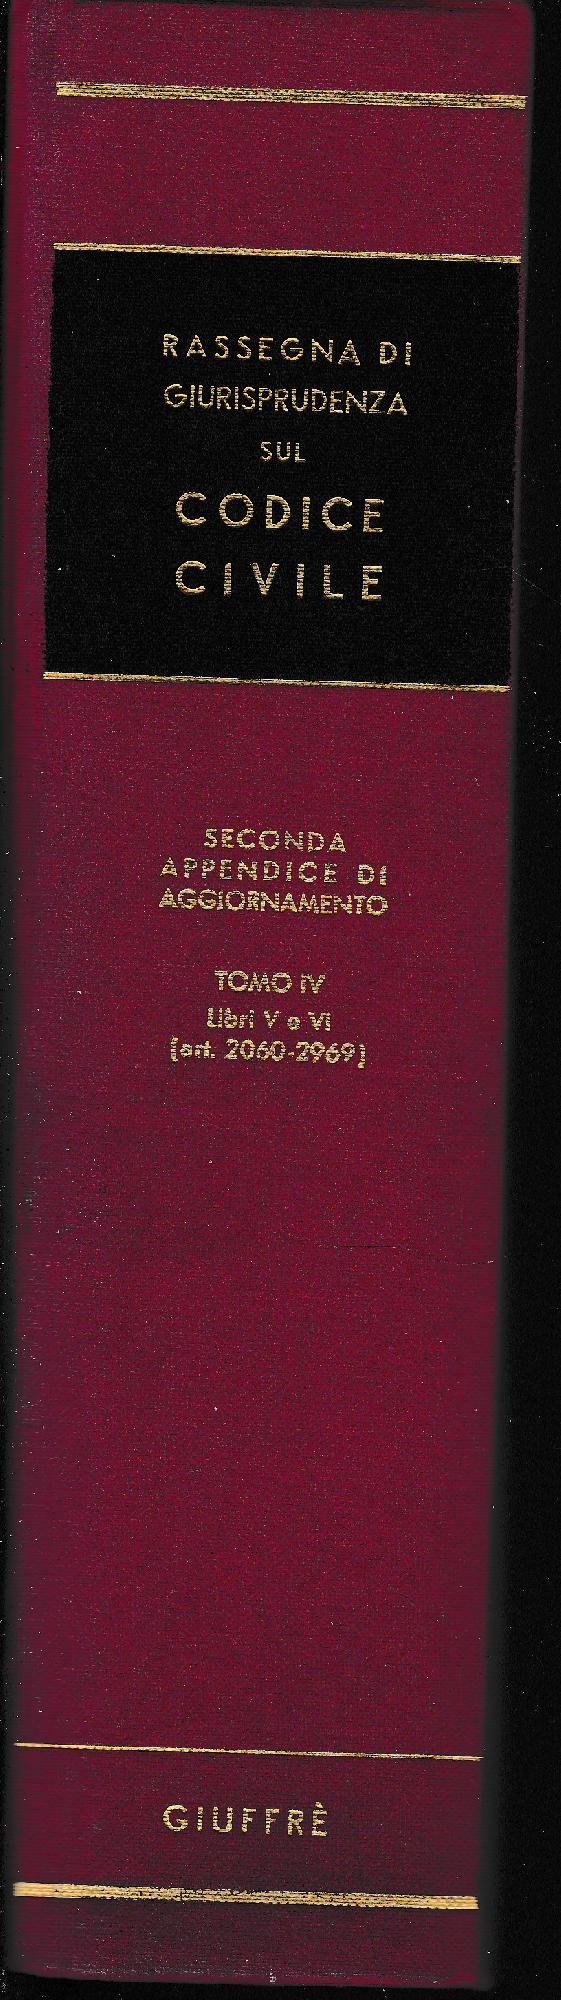 RASSEGNA DI
GIURISPRUDENZA
SUL
CODICE
CIVILE
SECONDA
APPENDICE DI
AGGIORNAMENTO
TOMO IV
Libri V e VI
(art. 2060-2969)
GIUFFRÈ